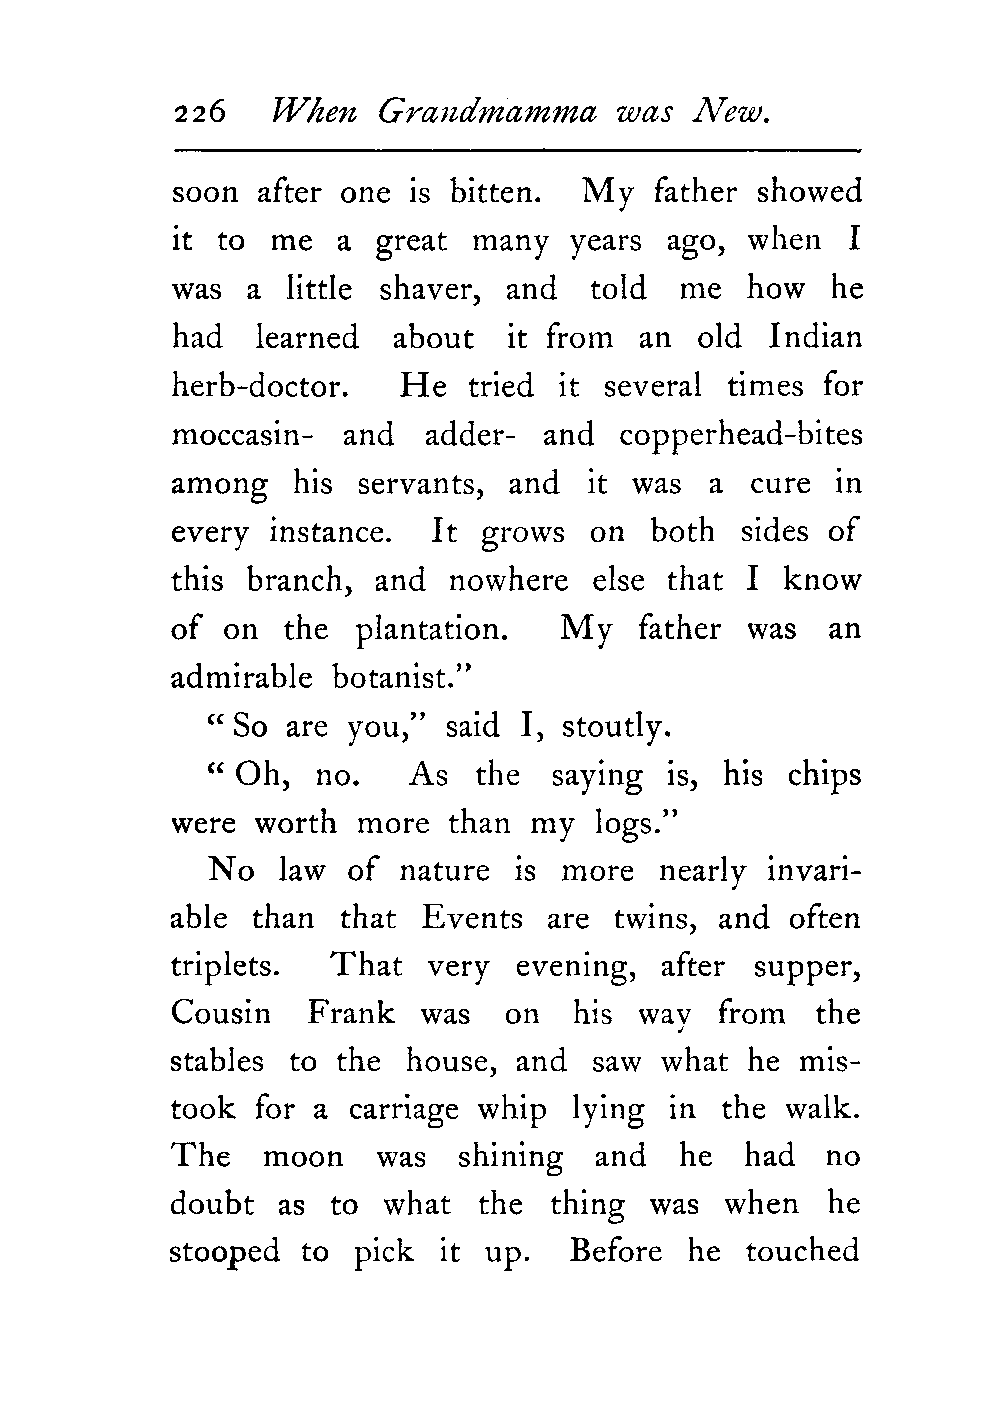 226 When Grandmamma was New.
soon after one is bitten. My father showed
it to me a great many years ago, when I
was a little shaver, and told me how he
had learned about it from an old Indian
herb-doctor. He tried it several times for
moccasin- and adder- and copperhead-bites
among his servants, and it was a cure in
every instance. It grows on both sides of
this branch, and nowhere else that I know
of on the plantation. My father was an
admirable botanist."
"So are you," said I, stoutly.
"Oh, no. As the saying is, his chips
were worth more than my logs."
No law of nature is more nearly invari-
able than that Events are twins, and often
triplets. That very evening, after supper,
Cousin Frank was on his way from the
stables to the house, and saw what he mis-
took for a carriage whip lying in the walk.
The moon was shining and he had no
doubt as to what the thing was when he
stooped to pick it up. Before he touched